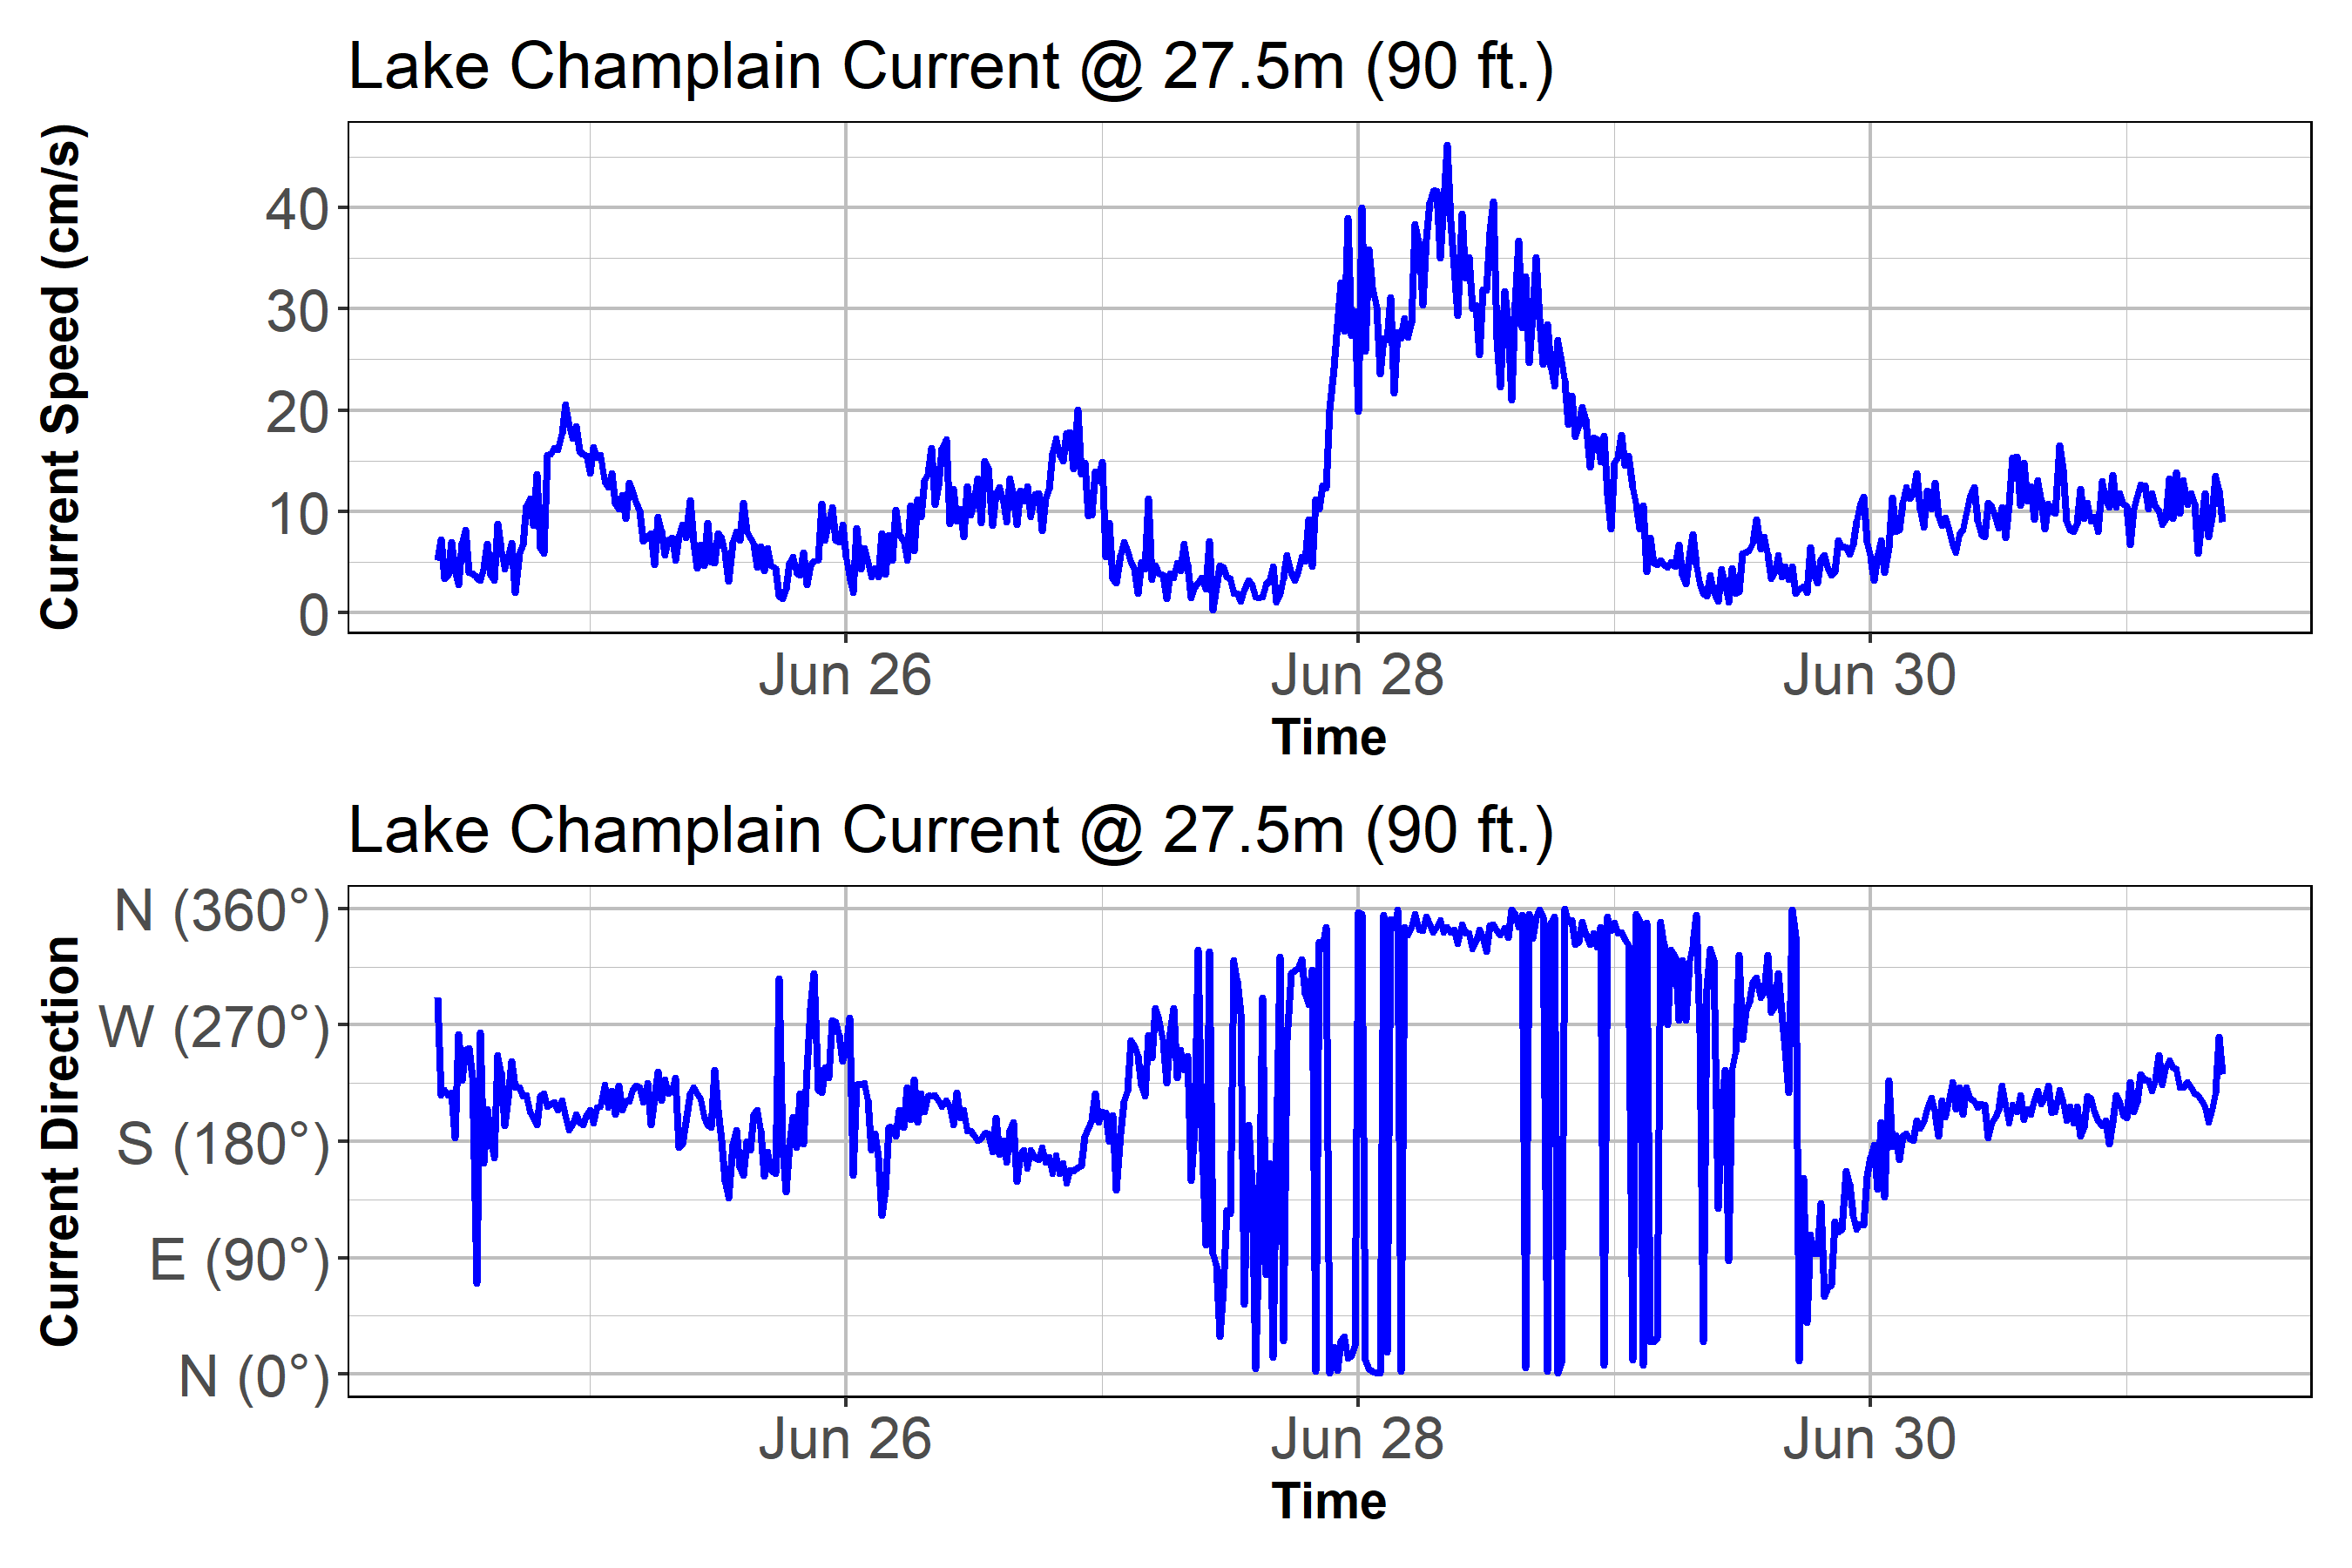 Lake Champlain Current @ 27.5m (90 ft.)
Current Speed (cm/s)
40
30
20
10
0
Jun 26 Jun 28 Jun 30
Time
Lake Champlain Current @ 27.5m (90 ft.)
Current Direction
N (360°)
W (270°)
S (180°)
E (90°)
N (0°)
Jun 26 Jun 28 Jun 30
Time